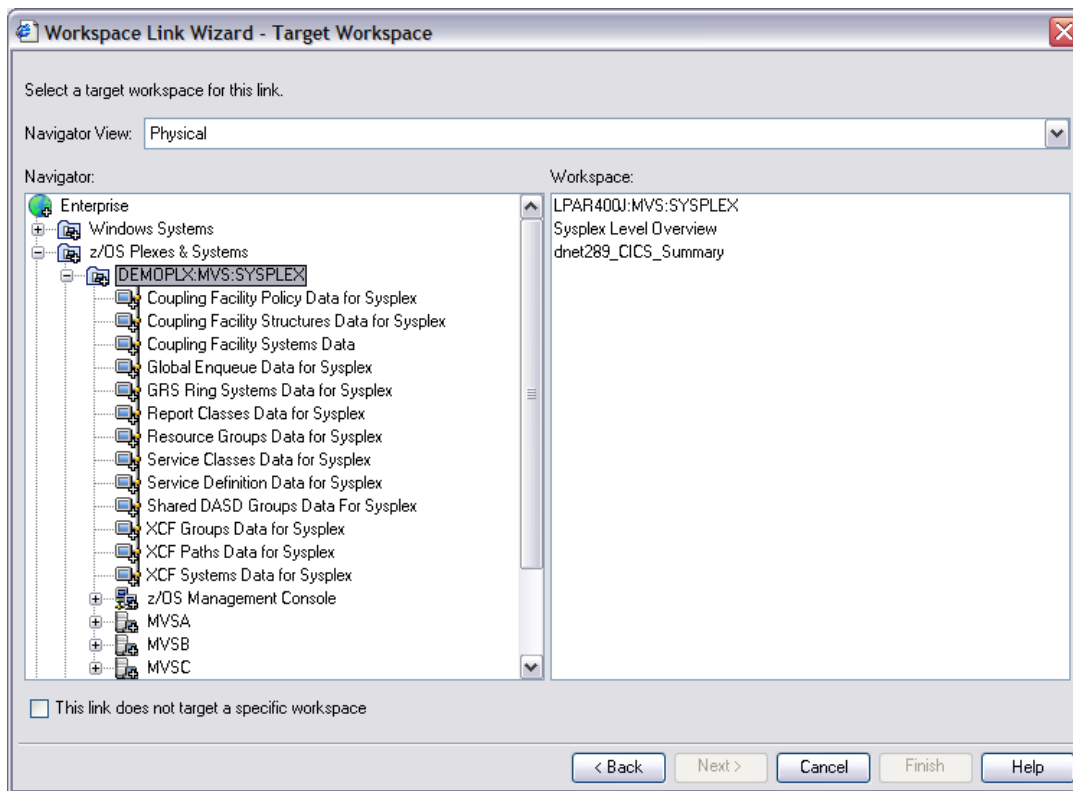 Workspace Link Wizard - Target Workspace
Select a target workspace for this link.
Navigator View: Physical
Navigator:
Enterprise
Windows Systems
z/OS Plexes & Systems
DEMOPLX:MVS:SYSPLEX
Coupling Facility Policy Data for Sysplex
Coupling Facility Structures Data for Sysplex
Coupling Facility Systems Data
Global Enqueue Data for Sysplex
GRS Ring Systems Data for Sysplex
Report Classes Data for Sysplex
Resource Groups Data for Sysplex
Service Classes Data for Sysplex
Service Definition Data for Sysplex
Shared DASD Groups Data For Sysplex
XCF Groups Data for Sysplex
XCF Paths Data for Sysplex
XCF Systems Data for Sysplex
z/OS Management Console
MVSA
MVSB
MVSC
Workspace:
LPAR400J:MVS:SYSPLEX
Sysplex Level Overview
dnet289_CICS_Summary
This link does not target a specific workspace
< Back Next > Cancel Finish Help